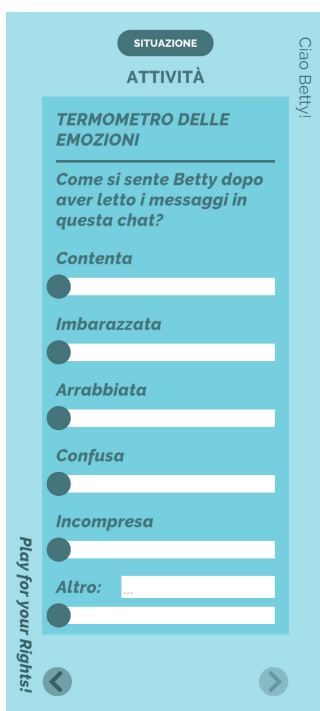 SITUAZIONE
ATTIVITÀ
Ciao Betty!
TERMOMETRO DELLE
EMOZIONI
Come si sente Betty dopo
aver letto i messaggi in
questa chat?
Contenta
Imbarazzata
Arrabbiata
Confusa
Incompresa
Altro: ...
Play for your Rights!